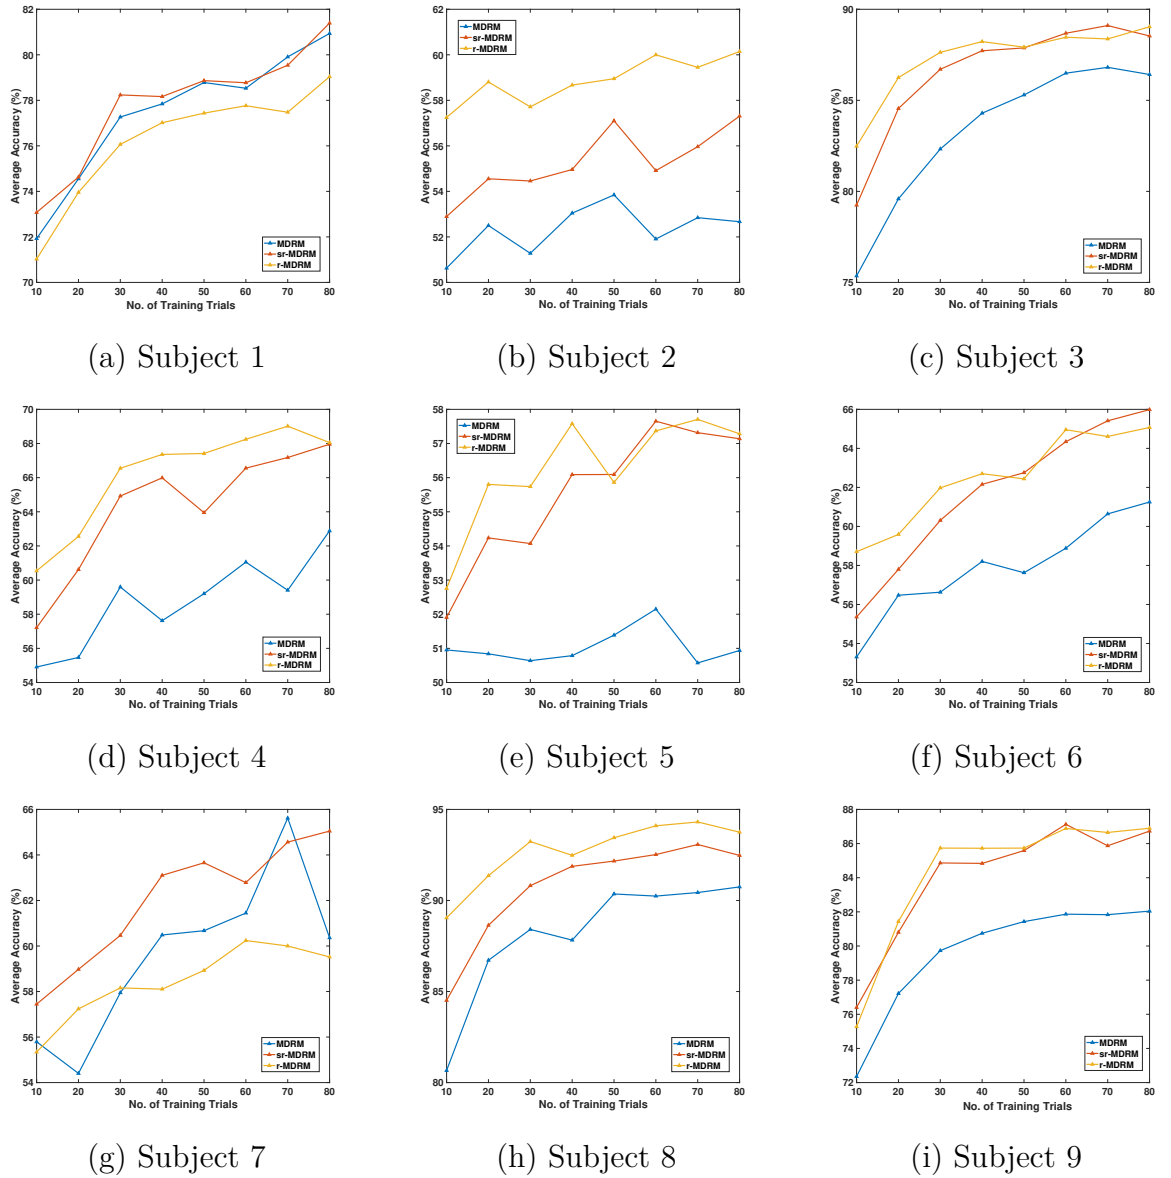 82
80
78
76
74
72
70
Average Accuracy (%)
MDRM
sr-MDRM
r-MDRM
10 20 30 40 50 60 70 80
No. of Training Trials
(a) Subject 1
62
60
58
56
54
52
50
Average Accuracy (%)
MDRM
sr-MDRM
r-MDRM
10 20 30 40 50 60 70 80
No. of Training Trials
(b) Subject 2
90
85
80
75
Average Accuracy (%)
MDRM
sr-MDRM
r-MDRM
10 20 30 40 50 60 70 80
No. of Training Trials
(c) Subject 3
70
68
66
64
62
60
58
56
54
Average Accuracy (%)
MDRM
sr-MDRM
r-MDRM
10 20 30 40 50 60 70 80
No. of Training Trials
(d) Subject 4
58
57
56
55
54
53
52
51
50
Average Accuracy (%)
MDRM
sr-MDRM
r-MDRM
10 20 30 40 50 60 70 80
No. of Training Trials
(e) Subject 5
66
64
62
60
58
56
54
52
Average Accuracy (%)
MDRM
sr-MDRM
r-MDRM
10 20 30 40 50 60 70 80
No. of Training Trials
(f) Subject 6
66
64
62
60
58
56
54
Average Accuracy (%)
MDRM
sr-MDRM
r-MDRM
10 20 30 40 50 60 70 80
No. of Training Trials
(g) Subject 7
95
90
85
80
Average Accuracy (%)
MDRM
sr-MDRM
r-MDRM
10 20 30 40 50 60 70 80
No. of Training Trials
(h) Subject 8
88
86
84
82
80
78
76
74
72
Average Accuracy (%)
MDRM
sr-MDRM
r-MDRM
10 20 30 40 50 60 70 80
No. of Training Trials
(i) Subject 9